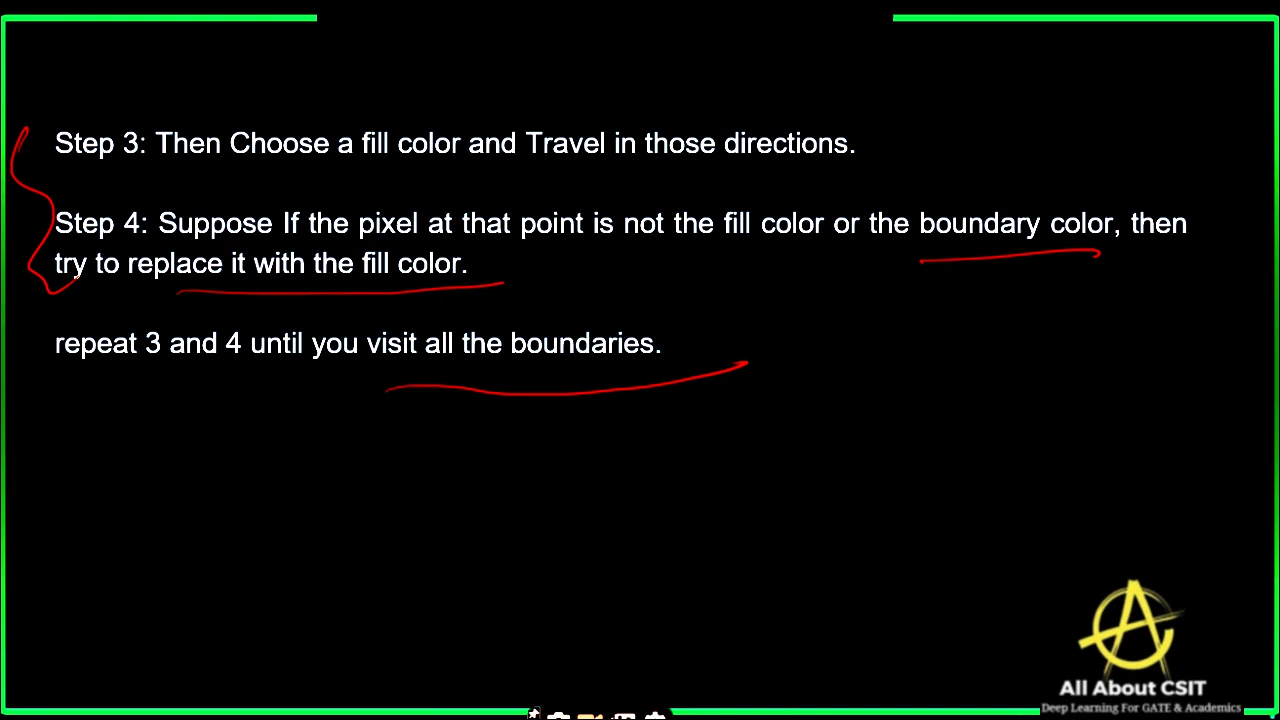 Step 3: Then Choose a fill color and Travel in those directions.
Step 4: Suppose If the pixel at that point is not the fill color or the boundary color, then
try to replace it with the fill color.
repeat 3 and 4 until you visit all the boundaries.
All About CSIT
Deep Learning For GATE & Academics